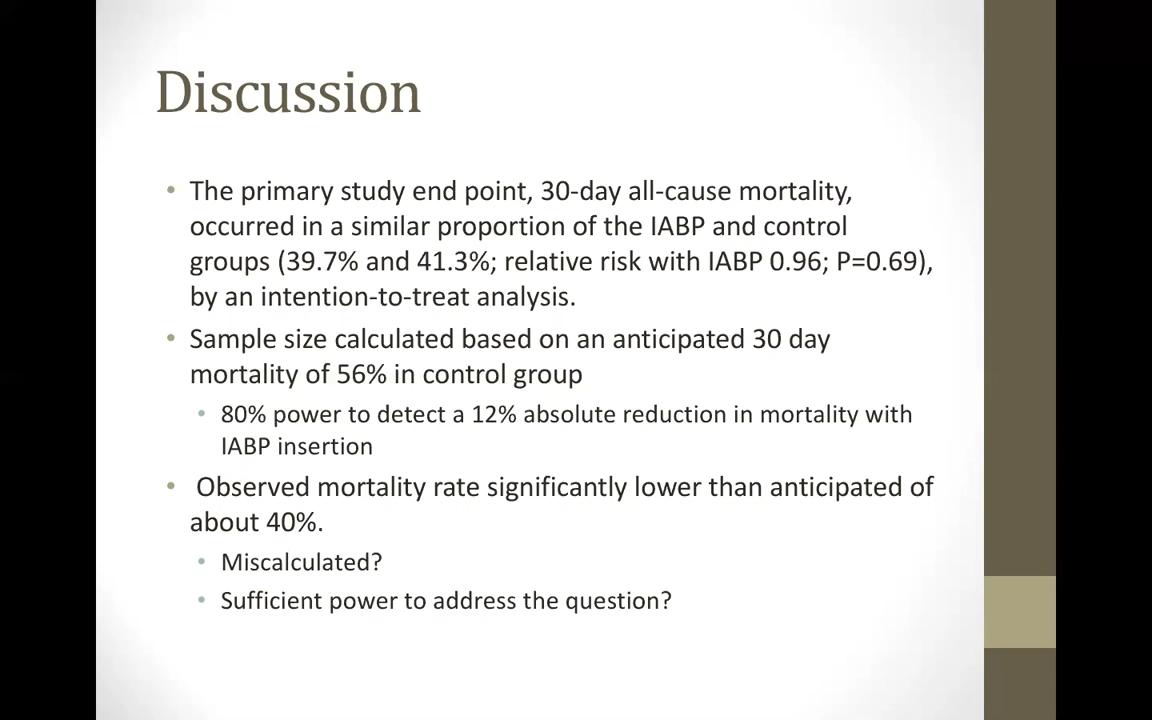 Discussion
• The primary study end point, 30-day all-cause mortality,
occurred in a similar proportion of the IABP and control
groups (39.7% and 41.3%; relative risk with IABP 0.96; P=0.69),
by an intention-to-treat analysis.
• Sample size calculated based on an anticipated 30 day
mortality of 56% in control group
• 80% power to detect a 12% absolute reduction in mortality with
IABP insertion
• Observed mortality rate significantly lower than anticipated of
about 40%.
• Miscalculated?
• Sufficient power to address the question?